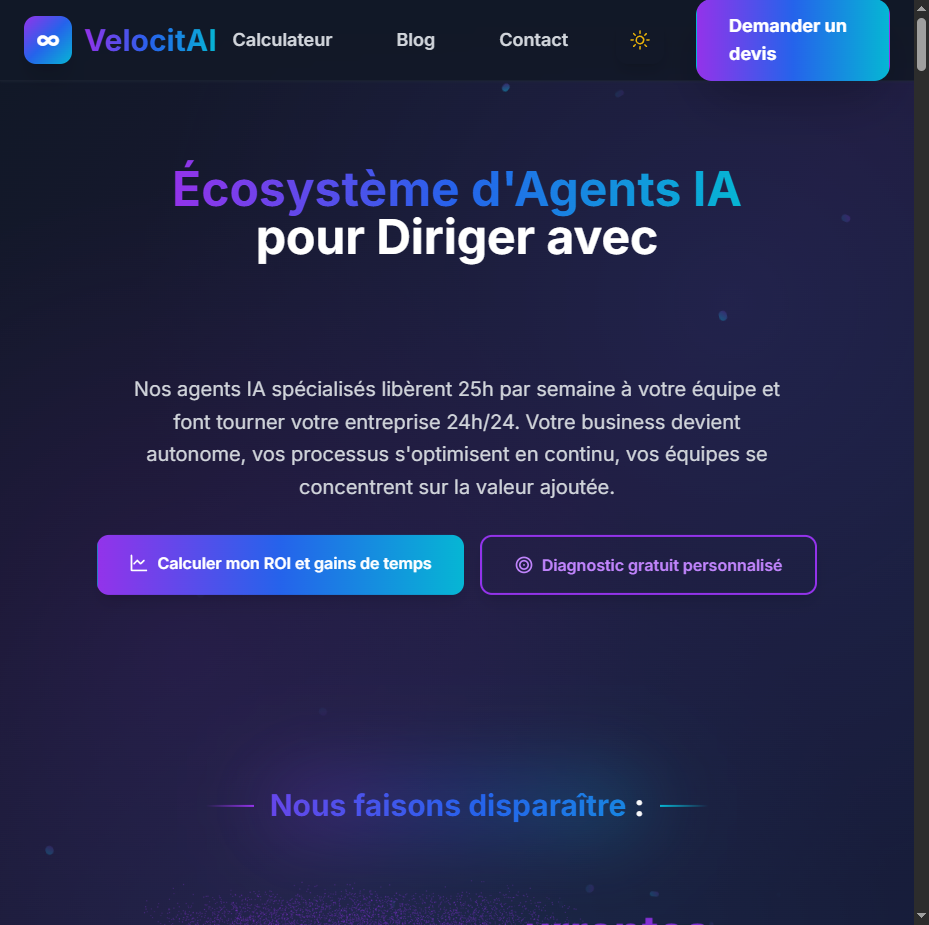 VelocitAI
Calculateur
Blog
Contact
Demander un
devis
Écosystème d'Agents IA
pour Diriger avec
Nos agents IA spécialisés libèrent 25h par semaine à votre équipe et
font tourner votre entreprise 24h/24. Votre business devient
autonome, vos processus s'optimisent en continu, vos équipes se
concentrent sur la valeur ajoutée.
Calculer mon ROI et gains de temps
Diagnostic gratuit personnalisé
Nous faisons disparaître :